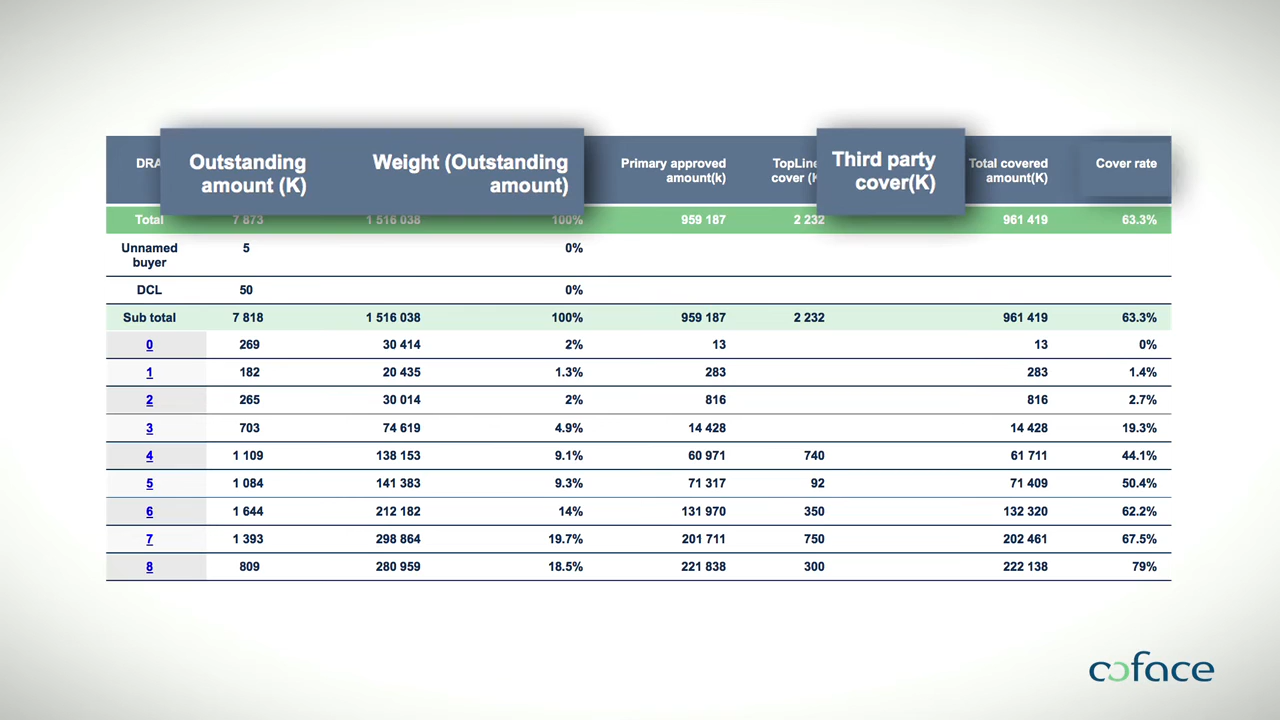 DRA Outstanding amount (K) Weight (Outstanding amount) Primary approved amount(k) TopLine cover (K Third party cover(K) Total covered amount(K) Cover rate
Total 7 873 1 516 038 100% 959 187 2 232 961 419 63.3%
Unnamed buyer 5 0%
DCL 50 0%
Sub total 7 818 1 516 038 100% 959 187 2 232 961 419 63.3%
0 269 30 414 2% 13 13 0%
1 182 20 435 1.3% 283 283 1.4%
2 265 30 014 2% 816 816 2.7%
3 703 74 619 4.9% 14 428 14 428 19.3%
4 1 109 138 153 9.1% 60 971 740 61 711 44.1%
5 1 084 141 383 9.3% 71 317 92 71 409 50.4%
6 1 644 212 182 14% 131 970 350 132 320 62.2%
7 1 393 298 864 19.7% 201 711 750 202 461 67.5%
8 809 280 959 18.5% 221 838 300 222 138 79%
coface